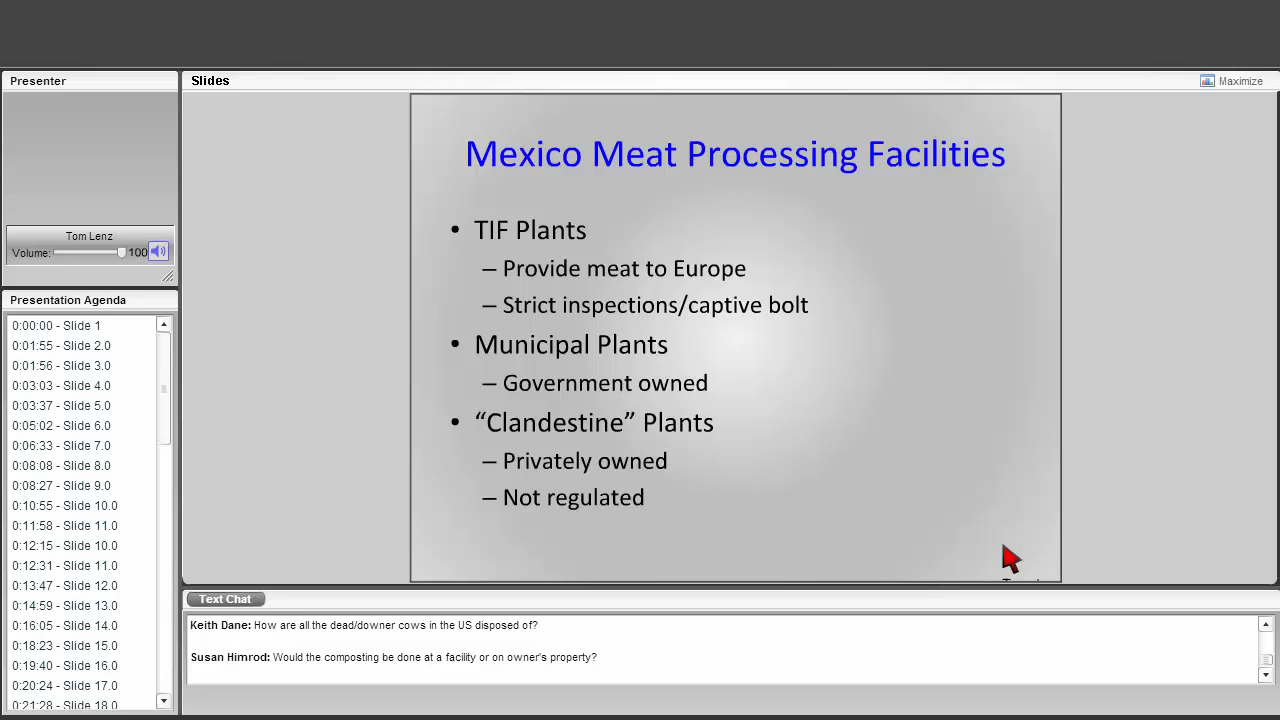 Presenter
Slides
Maximize
Tom Lenz
Volume: 100
Presentation Agenda
0:00:00 - Slide 1
0:01:55 - Slide 2.0
0:01:56 - Slide 3.0
0:03:03 - Slide 4.0
0:03:37 - Slide 5.0
0:05:02 - Slide 6.0
0:06:33 - Slide 7.0
0:08:08 - Slide 8.0
0:08:27 - Slide 9.0
0:10:55 - Slide 10.0
0:11:58 - Slide 11.0
0:12:15 - Slide 10.0
0:12:31 - Slide 11.0
0:13:47 - Slide 12.0
0:14:59 - Slide 13.0
0:16:05 - Slide 14.0
0:18:23 - Slide 15.0
0:19:40 - Slide 16.0
0:20:24 - Slide 17.0
0:21:28 - Slide 18.0
Mexico Meat Processing Facilities
• TIF Plants
– Provide meat to Europe
– Strict inspections/captive bolt
• Municipal Plants
– Government owned
• “Clandestine” Plants
– Privately owned
– Not regulated
Text Chat
Keith Dane: How are all the dead/downer cows in the US disposed of?
Susan Himrod: Would the composting be done at a facility or on owner's property?